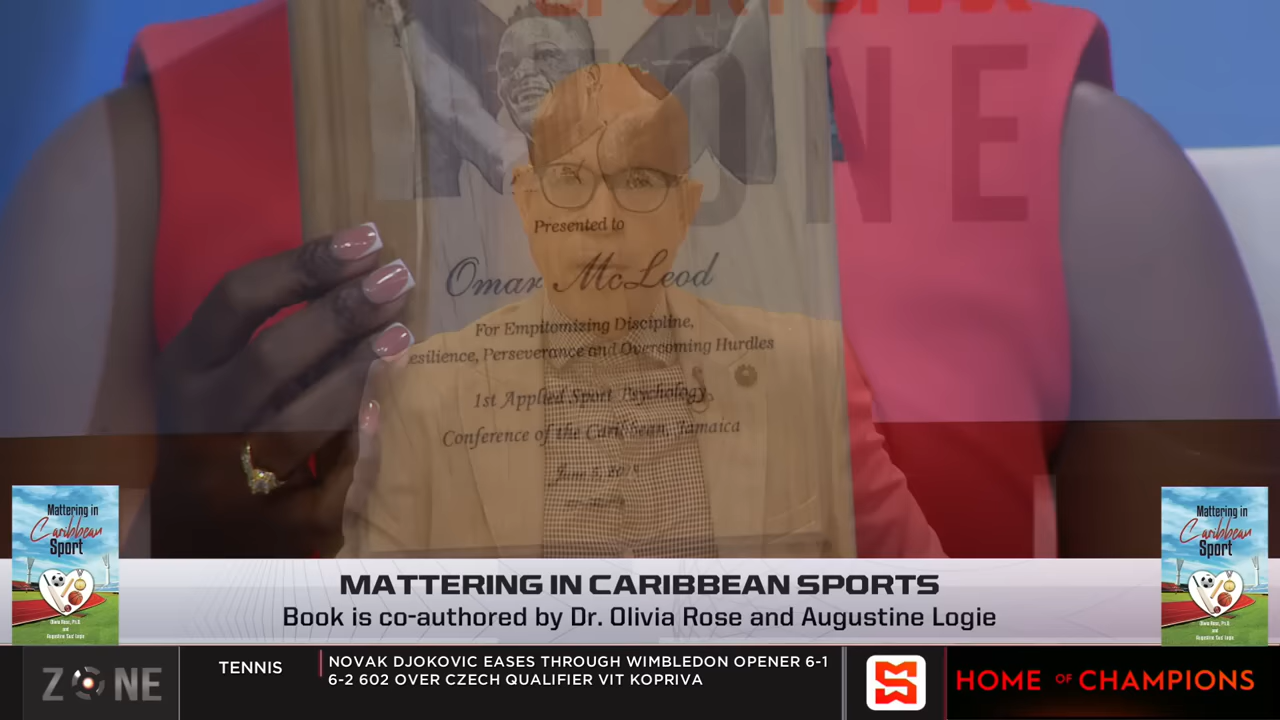 ZONE
Presented to
Omar McLeod
For Empitomizing Discipline,
esilience, Perseverance and Overcoming Hurdles
1st Applied Sport Psychology
Conference of the Caribbean, Jamaica
June 5,
Mattering in
Caribbean
Sport
Mattering in
Caribbean
Sport
MATTERING IN CARIBBEAN SPORTS
Book is co-authored by Dr. Olivia Rose and Augustine Logie
ZONE
TENNIS
NOVAK DJOKOVIC EASES THROUGH WIMBLEDON OPENER 6-1
6-2 602 OVER CZECH QUALIFIER VIT KOPRIVA
HOME OF CHAMPIONS